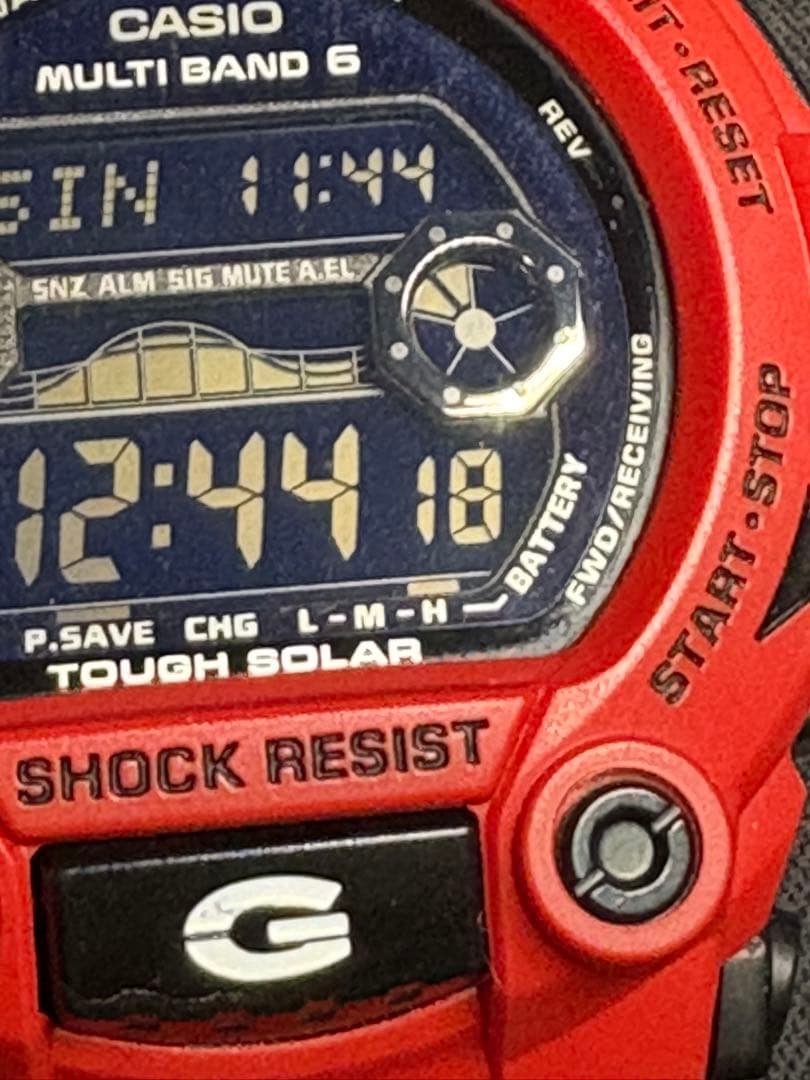 CASIO
MULTI BAND 6
REV
SIN 11:44
SNZ ALM SIG MUTE A.EL
12:44 18
BATTERY
FWD/RECEIVING
P.SAVE CHG L-M-H
TOUGH SOLAR
RESET
START•STOP
SHOCK RESIST
G